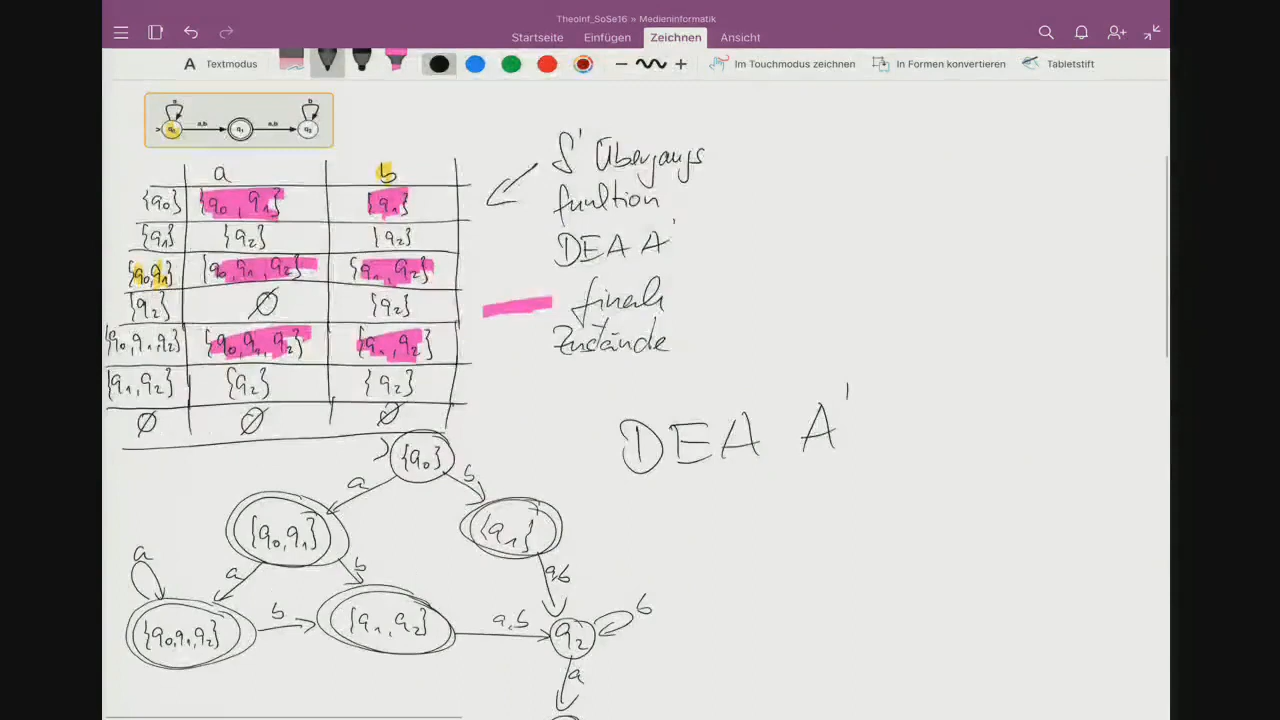 TheoInf_SoSe16 » Medieninformatik
Startseite Einfügen Zeichnen Ansicht
A Textmodus Im Touchmodus zeichnen In Formen konvertieren Tabletstift
a b
q₀ a,b q₁ a,b q₂
a b
{q₀} {q₀, q₁} {q₁}
{q₁} {q₂} {q₂}
{q₀,q₁} {q₀,q₁,q₂} {q₁,q₂}
{q₂} ∅ {q₂}
{q₀,q₁,q₂} {q₀,q₁,q₂} {q₁,q₂}
{q₁,q₂} {q₂} {q₂}
∅ ∅ ∅
δ' Übergangs
funktion
DEA A'
finale
Zustände
DEA A'
{q₀}
a b
{q₀,q₁} {q₁}
a a b a,b
{q₀,q₁,q₂} b {q₁,q₂} a,b q₂ b
a